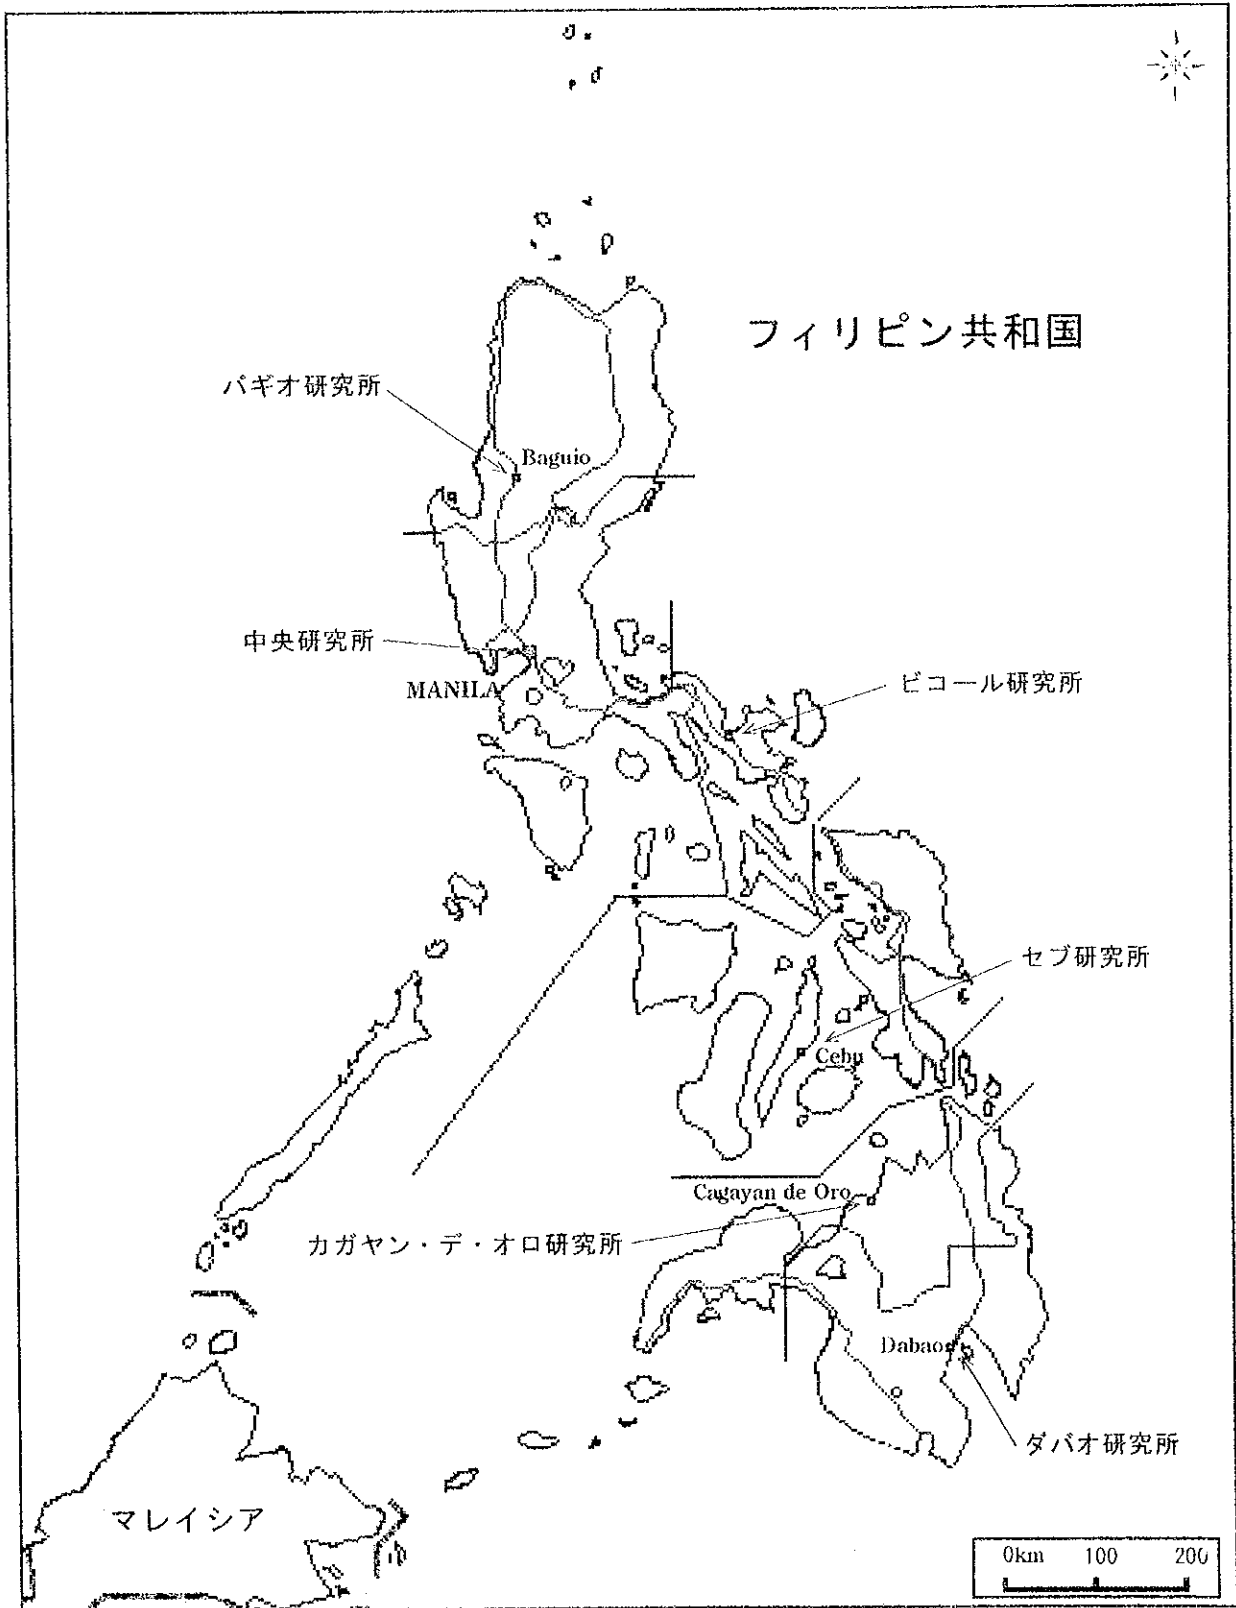 フィリピン共和国
バギオ研究所
Baguio
中央研究所
MANILA
ビコール研究所
セブ研究所
Cebu
Cagayan de Oro
カガヤン・デ・オロ研究所
Dabao
ダバオ研究所
マレイシア
0km 100 200